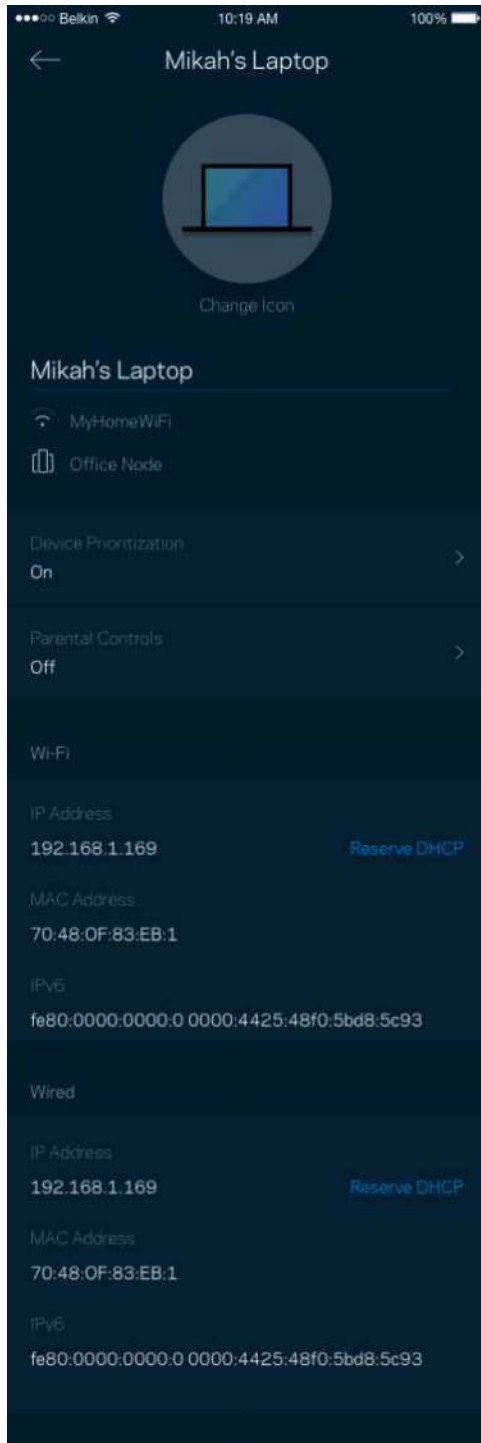 Belkin 10:19 AM 100%
Mikah's Laptop
Change Icon
Mikah's Laptop
MyHomeWiFi
Office Node
Device Prioritization
On
Parental Controls
Off
Wi-Fi
IP Address
192.168.1.169 Reserve DHCP
MAC Address
70:48:0F:83:EB:1
IPv6
fe80:0000:0000:0 0000:4425:48f0:5bd8:5c93
Wired
IP Address
192.168.1.169 Reserve DHCP
MAC Address
70:48:0F:83:EB:1
IPv6
fe80:0000:0000:0 0000:4425:48f0:5bd8:5c93